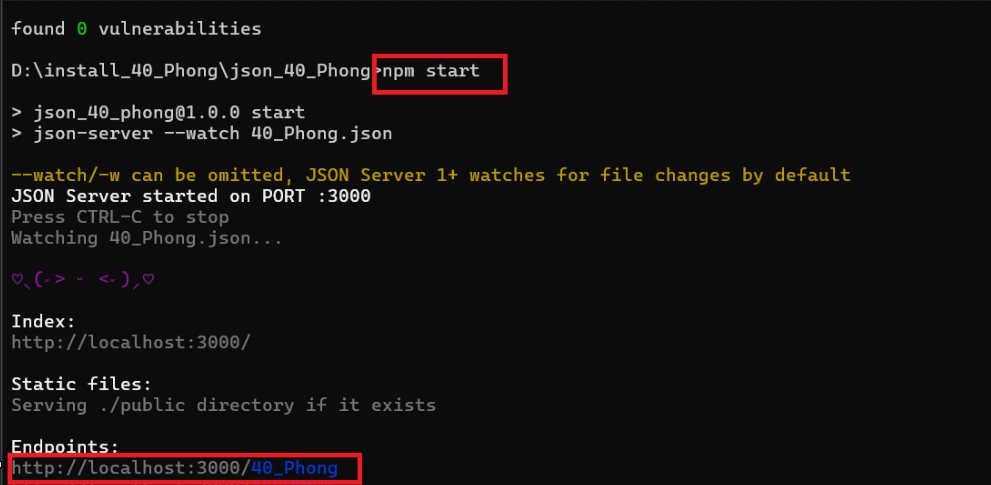 found 0 vulnerabilities
D:\install_40_Phong\json_40_Phong>npm start
> json_40_phong@1.0.0 start
> json-server --watch 40_Phong.json
--watch/-w can be omitted, JSON Server 1+ watches for file changes by default
JSON Server started on PORT :3000
Press CTRL-C to stop
Watching 40_Phong.json...
♡⸜(˶˃ ᵕ ˂˶)⸝♡
Index:
http://localhost:3000/
Static files:
Serving ./public directory if it exists
Endpoints:
http://localhost:3000/40_Phong